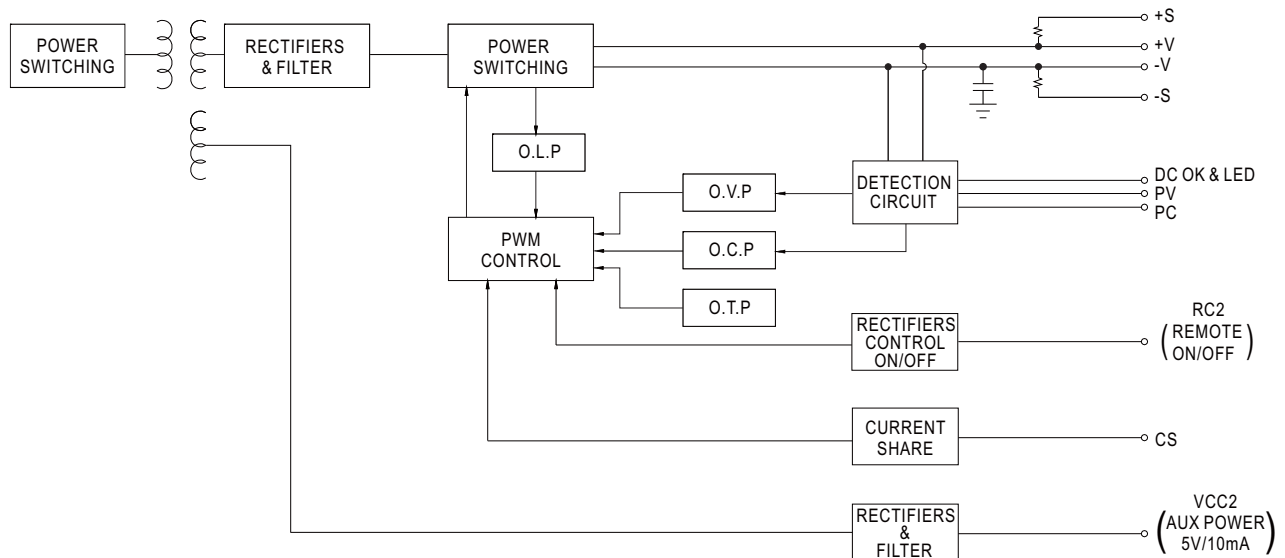 POWER
SWITCHING
RECTIFIERS
& FILTER
POWER
SWITCHING
+S
+V
-V
-S
O.L.P
O.V.P
DETECTION
CIRCUIT
DC OK & LED
PV
PC
PWM
CONTROL
O.C.P
O.T.P
RECTIFIERS
CONTROL
ON/OFF
RC2
(REMOTE
ON/OFF)
CURRENT
SHARE
CS
RECTIFIERS
&
FILTER
VCC2
(AUX POWER
5V/10mA)